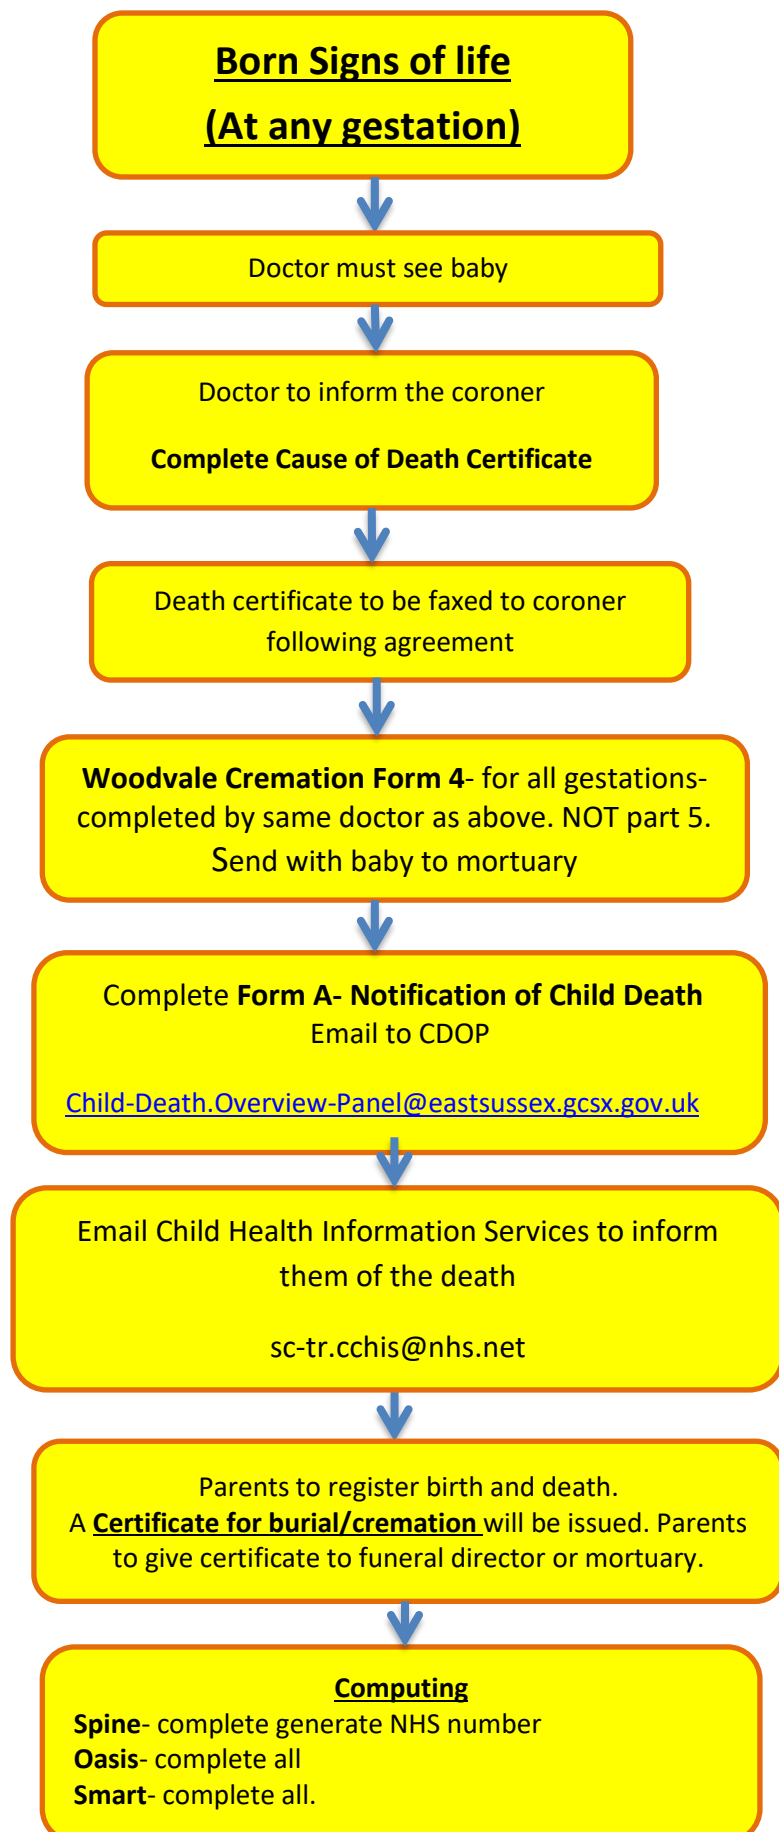 Born Signs of life
(At any gestation)
Doctor must see baby
Doctor to inform the coroner
Complete Cause of Death Certificate
Death certificate to be faxed to coroner
following agreement
Woodvale Cremation Form 4- for all gestations-
completed by same doctor as above. NOT part 5.
Send with baby to mortuary
Complete Form A- Notification of Child Death
Email to CDOP
Child-Death.Overview-Panel@eastsussex.gcsx.gov.uk
Email Child Health Information Services to inform
them of the death
sc-tr.cchis@nhs.net
Parents to register birth and death.
A Certificate for burial/cremation will be issued. Parents
to give certificate to funeral director or mortuary.
Computing
Spine- complete generate NHS number
Oasis- complete all
Smart- complete all.